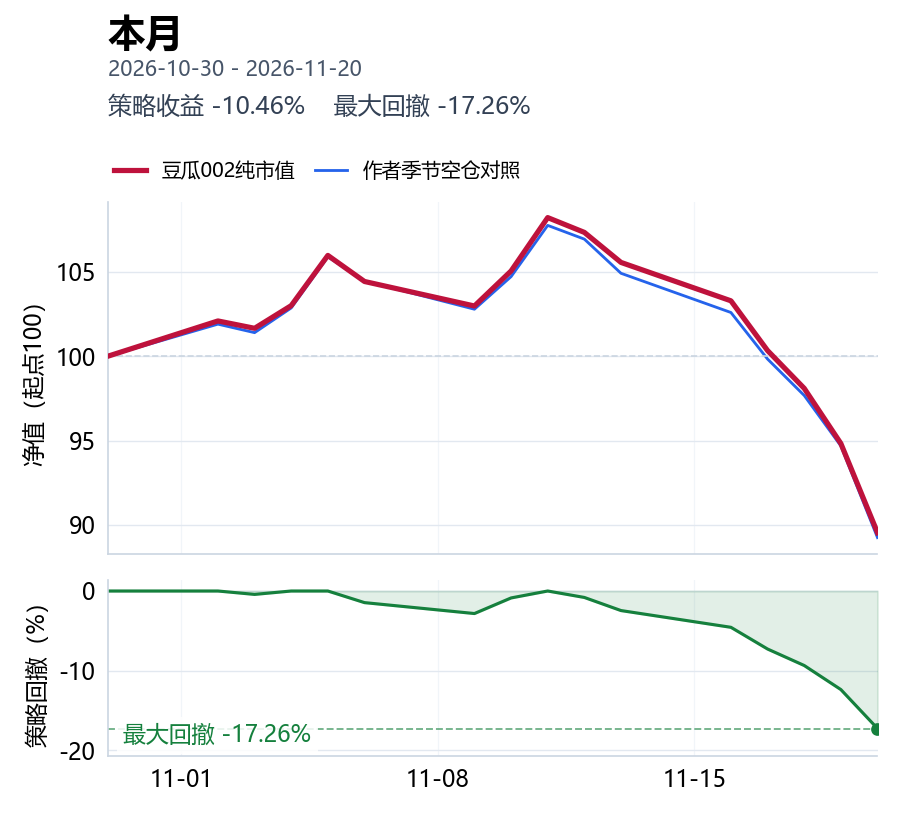 本月
2026-10-30 - 2026-11-20
策略收益 -10.46% 最大回撤 -17.26%
豆瓜002纯市值 作者季节空仓对照
净值（起点100）
105
100
95
90
策略回撤（%）
0
-10
-20
最大回撤 -17.26%
11-01 11-08 11-15